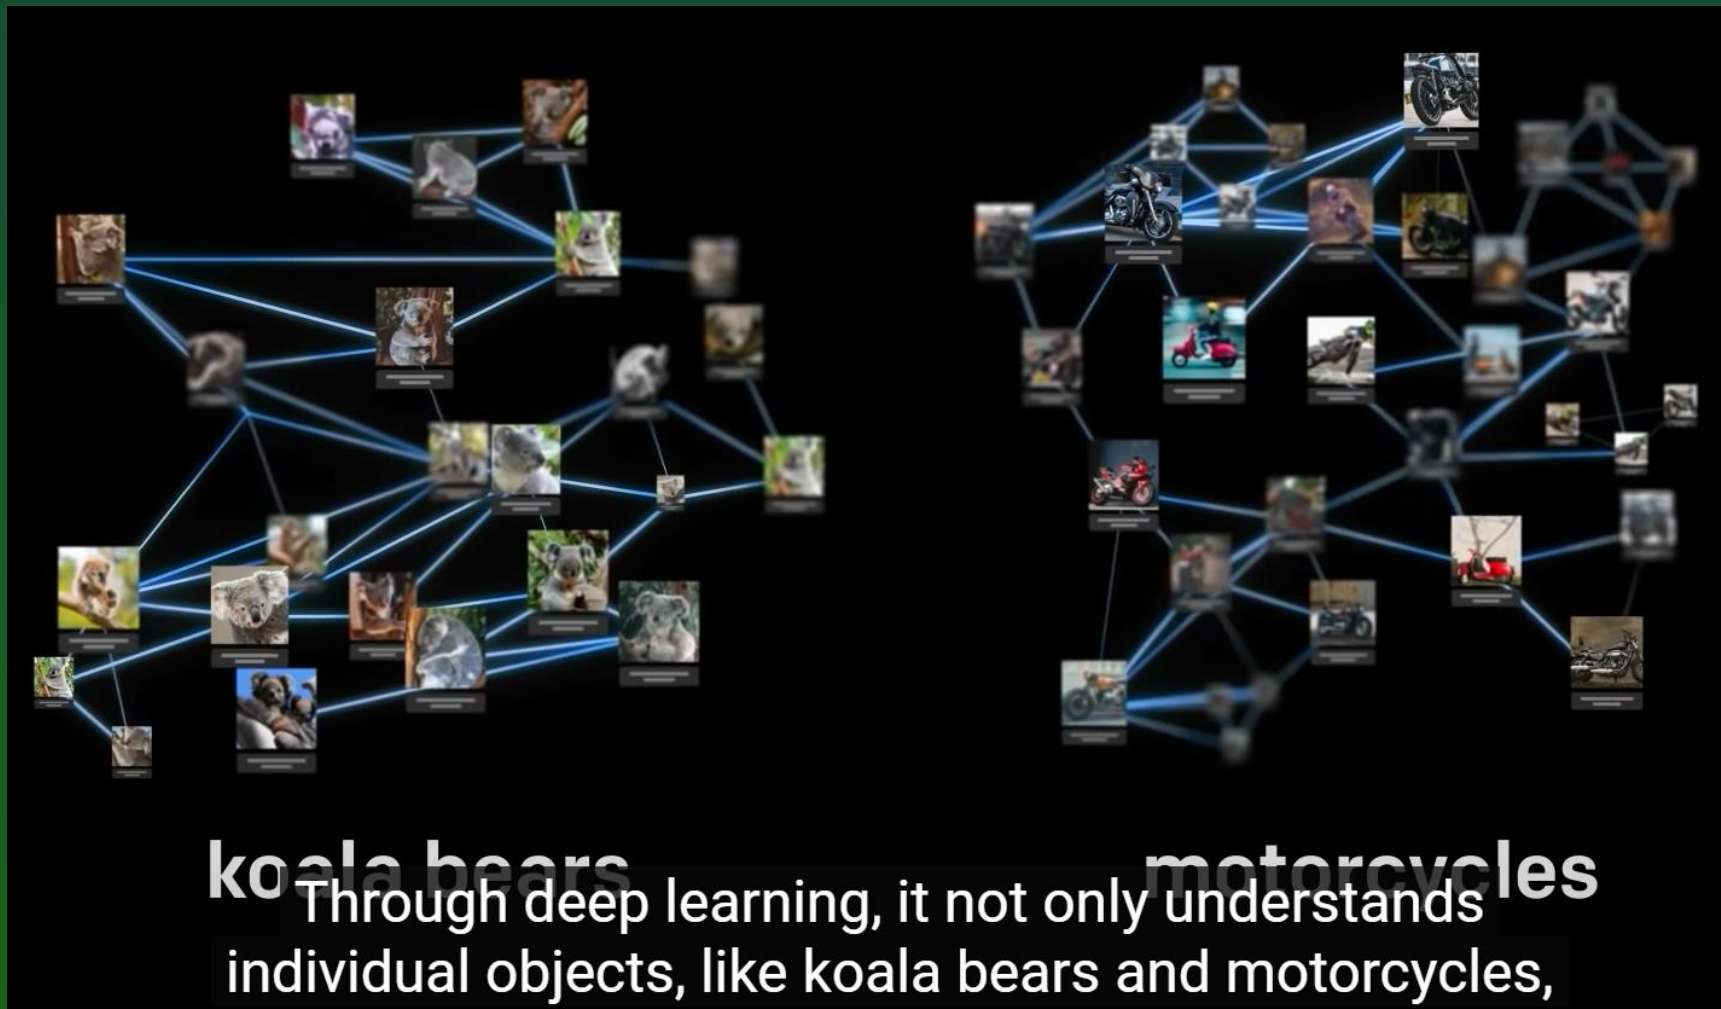 koala bears
motorcycles
Through deep learning, it not only understands
individual objects, like koala bears and motorcycles,